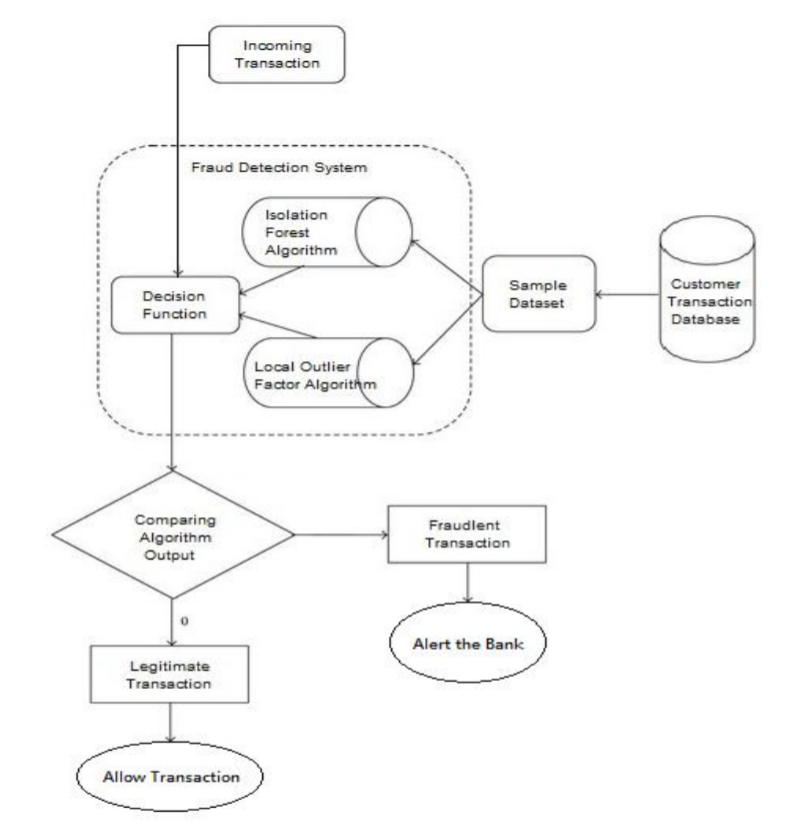 Incoming
Transaction
Fraud Detection System
Isolation
Forest
Algorithm
Decision
Function
Local Outlier
Factor Algorithm
Sample
Dataset
Customer
Transaction
Database
Comparing
Algorithm
Output
Fraudlent
Transaction
Alert the Bank
0
Legitimate
Transaction
Allow Transaction